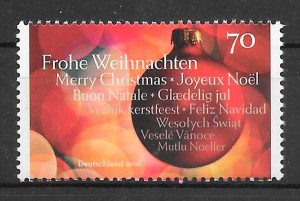 70
Frohe Weihnachten
Merry Christmas * Joyeux Noël
Buon Natale * Glædelig jul
Vrolijk kerstfeest * Feliz Navidad
Wesołych Świąt
Veselé Vánoce
Mutlu Noeller
Deutschland 2016